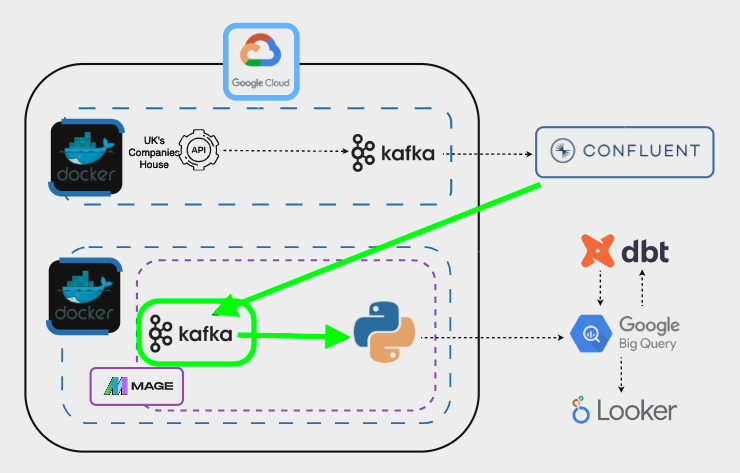 Google Cloud
docker
UK's
Companies
House
API
kafka
CONFLUENT
docker
kafka
MAGE
dbt
Google
Big Query
Looker